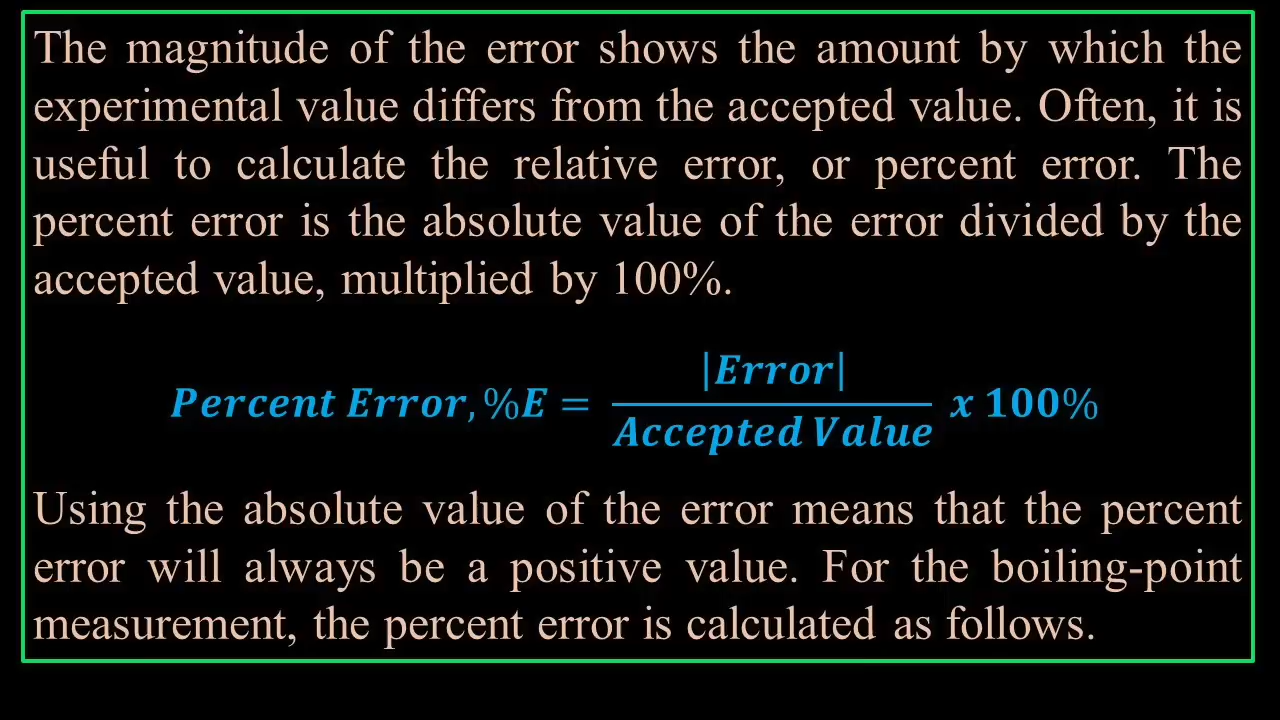 The magnitude of the error shows the amount by which the
experimental value differs from the accepted value. Often, it is
useful to calculate the relative error, or percent error. The
percent error is the absolute value of the error divided by the
accepted value, multiplied by 100%.
Percent Error, %E = |Error| / Accepted Value x 100%
Using the absolute value of the error means that the percent
error will always be a positive value. For the boiling-point
measurement, the percent error is calculated as follows.